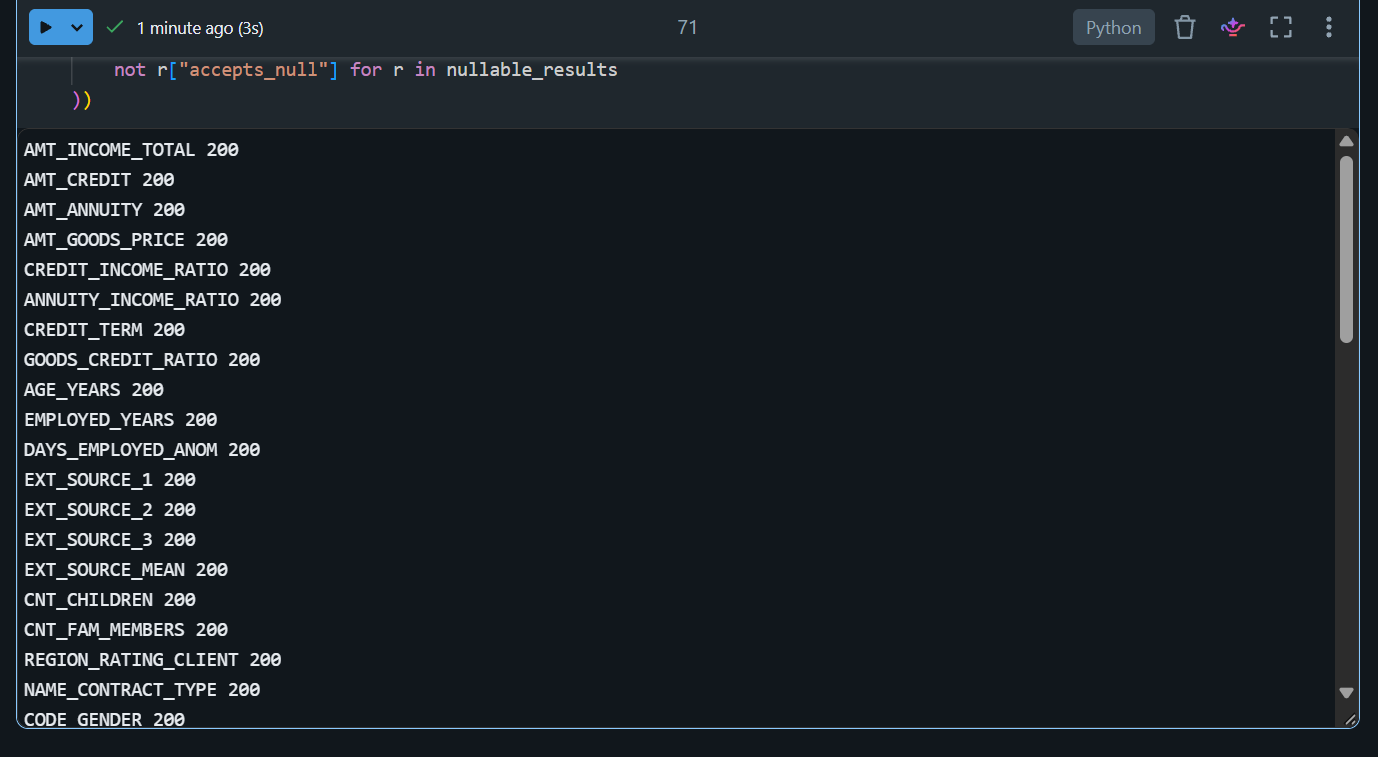 1 minute ago (3s)
71
Python
not r["accepts_null"] for r in nullable_results
))
AMT_INCOME_TOTAL 200
AMT_CREDIT 200
AMT_ANNUITY 200
AMT_GOODS_PRICE 200
CREDIT_INCOME_RATIO 200
ANNUITY_INCOME_RATIO 200
CREDIT_TERM 200
GOODS_CREDIT_RATIO 200
AGE_YEARS 200
EMPLOYED_YEARS 200
DAYS_EMPLOYED_ANOM 200
EXT_SOURCE_1 200
EXT_SOURCE_2 200
EXT_SOURCE_3 200
EXT_SOURCE_MEAN 200
CNT_CHILDREN 200
CNT_FAM_MEMBERS 200
REGION_RATING_CLIENT 200
NAME_CONTRACT_TYPE 200
CODE_GENDER 200